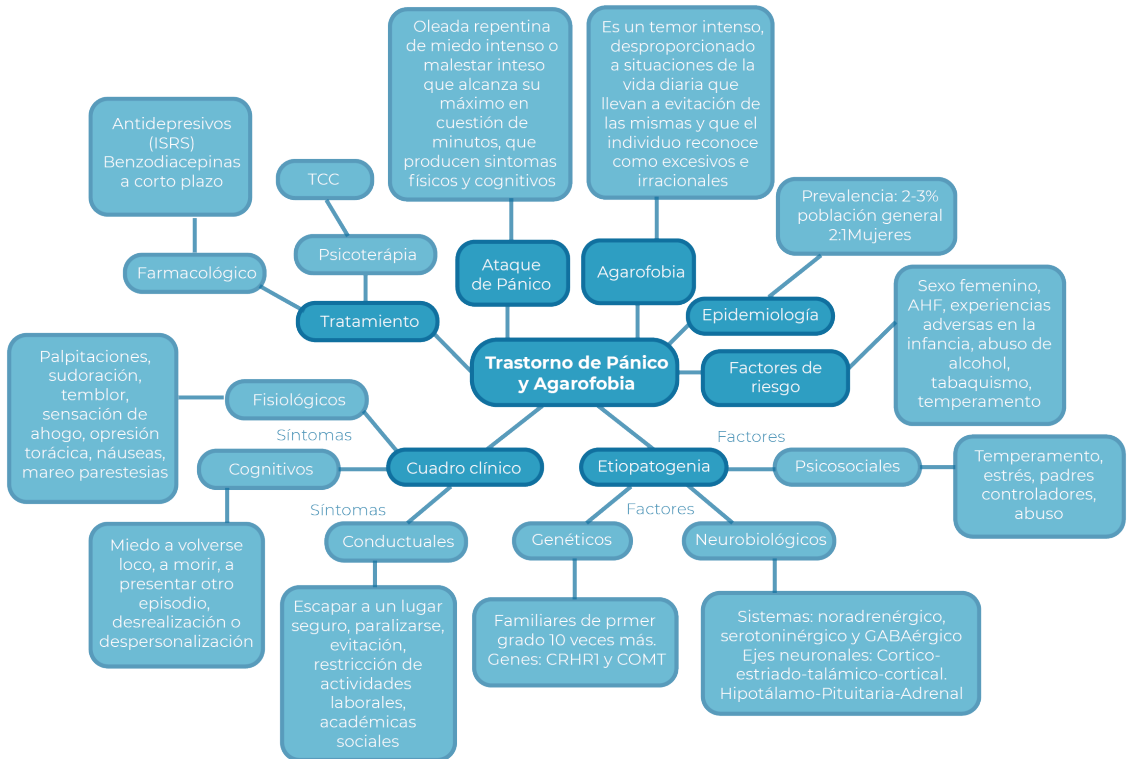 Oleada repentina
de miedo intenso o
malestar inteso
que alcanza su
máximo en
cuestión de
minutos, que
producen sintomas
físicos y cognitivos
Es un temor intenso,
desproporcionado
a situaciones de la
vida diaria que
llevan a evitación de
las mismas y que el
individuo reconoce
como excesivos e
irracionales
Antidepresivos
(ISRS)
Benzodiacepinas
a corto plazo
TCC
Prevalencia: 2-3%
población general
2:1Mujeres
Farmacológico
Psicoterápia
Ataque
de Pánico
Agarofobia
Tratamiento
Epidemiología
Sexo femenino,
AHF, experiencias
adversas en la
infancia, abuso de
alcohol,
tabaquismo,
temperamento
Trastorno de Pánico
y Agarofobia
Factores de
riesgo
Palpitaciones,
sudoración,
temblor,
sensación de
ahogo, opresión
torácica, náuseas,
mareo parestesias
Fisiológicos
Síntomas
Cognitivos
Cuadro clínico
Etiopatogenia
Factores
Psicosociales
Temperamento,
estrés, padres
controladores,
abuso
Síntomas
Factores
Miedo a volverse
loco, a morir, a
presentar otro
episodio,
desrealización o
despersonalización
Conductuales
Genéticos
Neurobiológicos
Escapar a un lugar
seguro, paralizarse,
evitación,
restricción de
actividades
laborales,
académicas
sociales
Familiares de prmer
grado 10 veces más.
Genes: CRHR1 y COMT
Sistemas: noradrenérgico,
serotoninérgico y GABAérgico
Ejes neuronales: Cortico-
estriado-talámico-cortical.
Hipotálamo-Pituitaria-Adrenal